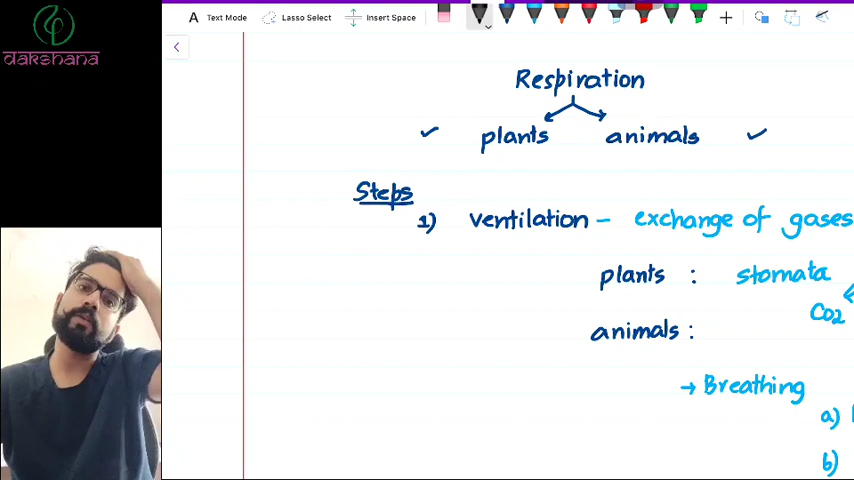 dakshana
A Text Mode Lasso Select Insert Space
Respiration
plants animals
Steps
1) ventilation - exchange of gases
plants : stomata
CO2
animals :
→ Breathing
a)
b)